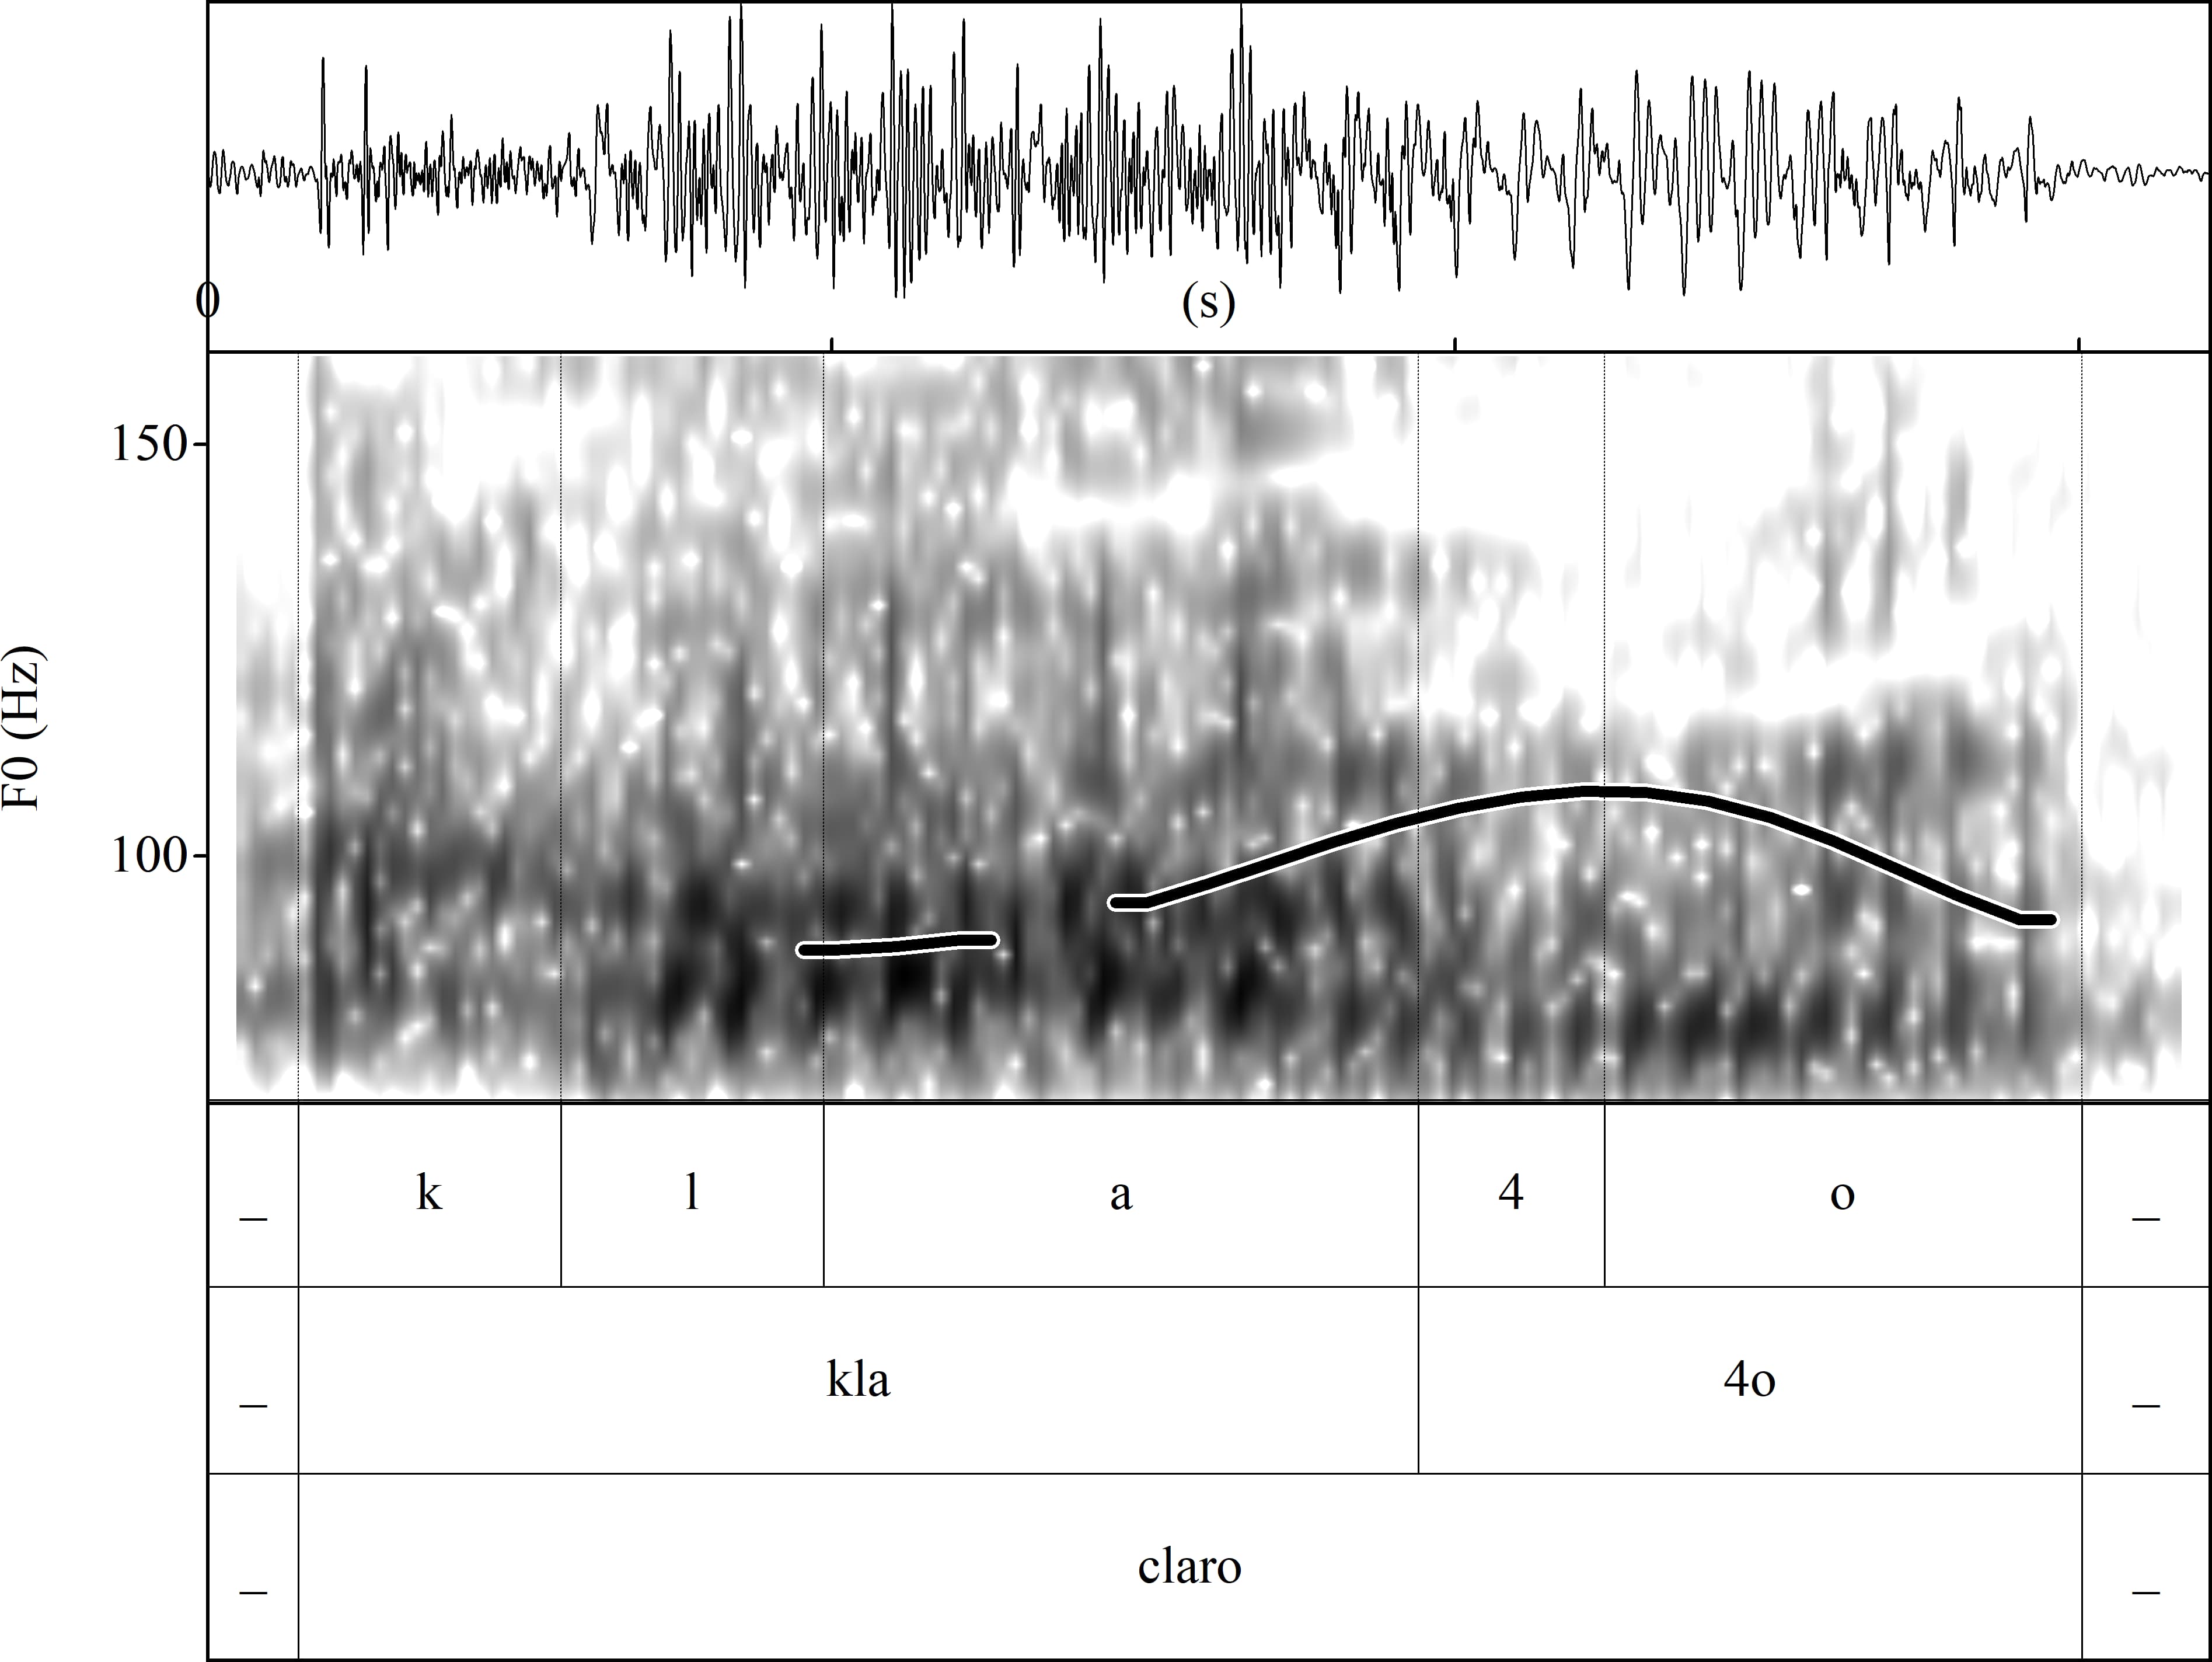 0
(s)
150
100
F0 (Hz)
– k l a 4 o –
– kla 4o –
– claro –